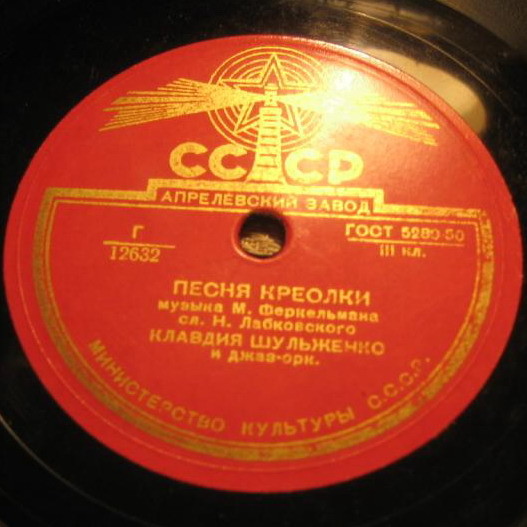 СССР
АПРЕЛЕВСКИЙ ЗАВОД
Г
12632
ГОСТ 5289-50
III кл.
ПЕСНЯ КРЕОЛКИ
музыка М. Феркельмана
сл. Н. Лабковского
КЛАВДИЯ ШУЛЬЖЕНКО
и джаз-орк.
МИНИСТЕРСТВО КУЛЬТУРЫ С.С.С.Р.